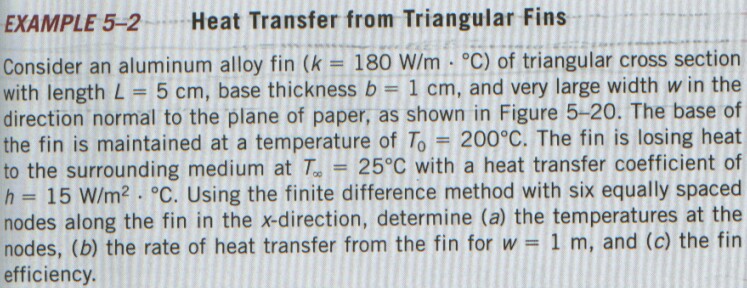 EXAMPLE 5–2 Heat Transfer from Triangular Fins
Consider an aluminum alloy fin (k = 180 W/m · °C) of triangular cross section
with length L = 5 cm, base thickness b = 1 cm, and very large width w in the
direction normal to the plane of paper, as shown in Figure 5–20. The base of
the fin is maintained at a temperature of T₀ = 200°C. The fin is losing heat
to the surrounding medium at T∞ = 25°C with a heat transfer coefficient of
h = 15 W/m² · °C. Using the finite difference method with six equally spaced
nodes along the fin in the x-direction, determine (a) the temperatures at the
nodes, (b) the rate of heat transfer from the fin for w = 1 m, and (c) the fin
efficiency.